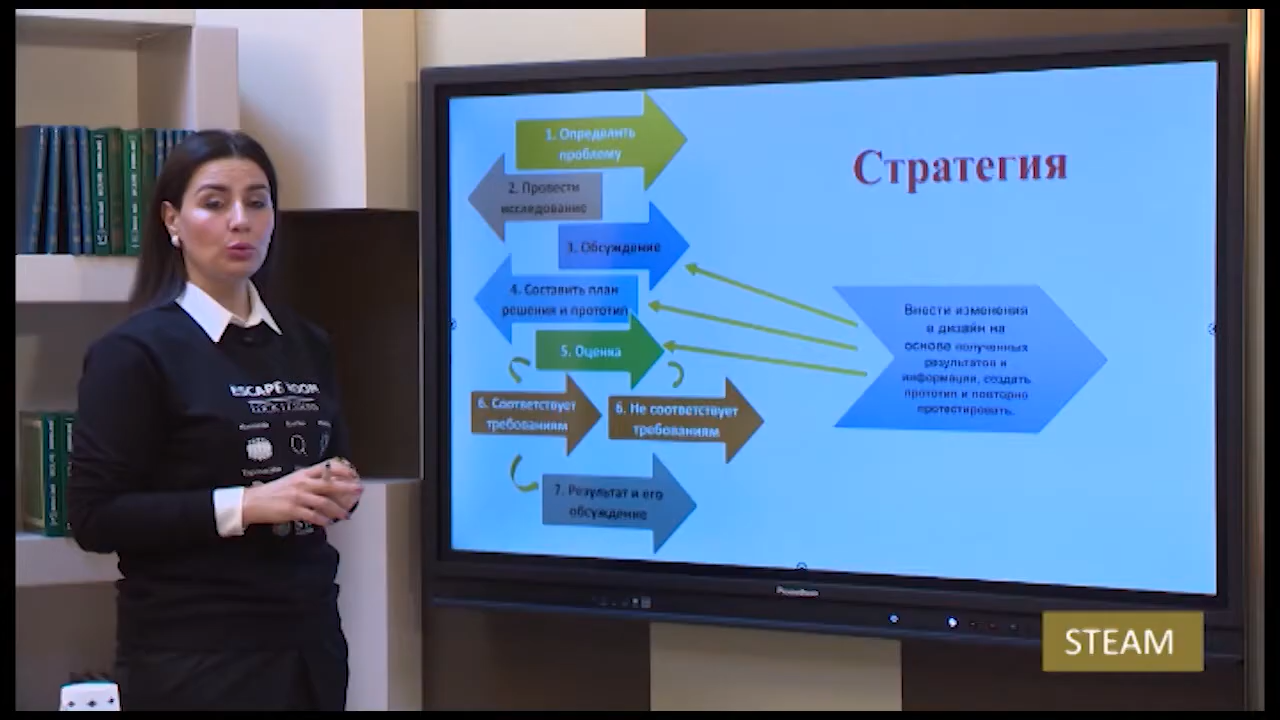 Стратегия
1. Определить
проблему
2. Провести
исследование
3. Обсуждение
4. Составить план
решения и прототип
5. Оценка
6. Соответствует
требованиям
6. Не соответствует
требованиям
7. Результат и его
обсуждение
Внести изменения
в дизайн на
основе полученных
результатов и
информации, создать
прототип и повторно
протестировать.
ESCAPE ROOM
STEAM